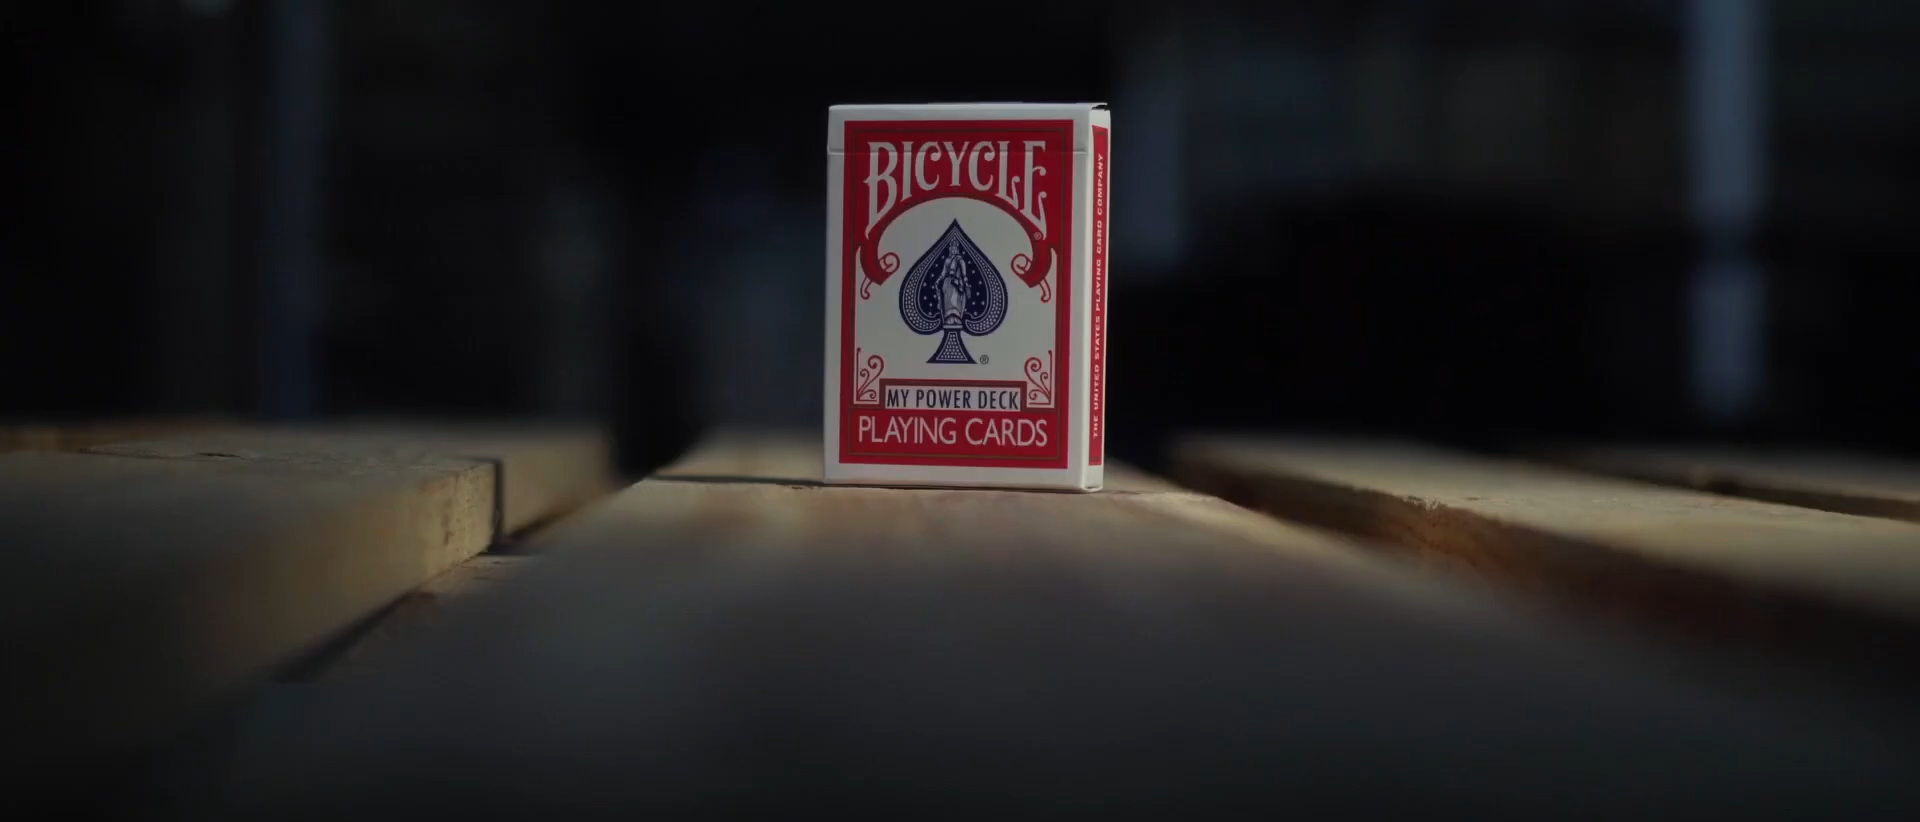 BICYCLE®
®
MY POWER DECK
PLAYING CARDS
THE UNITED STATES PLAYING CARD COMPANY